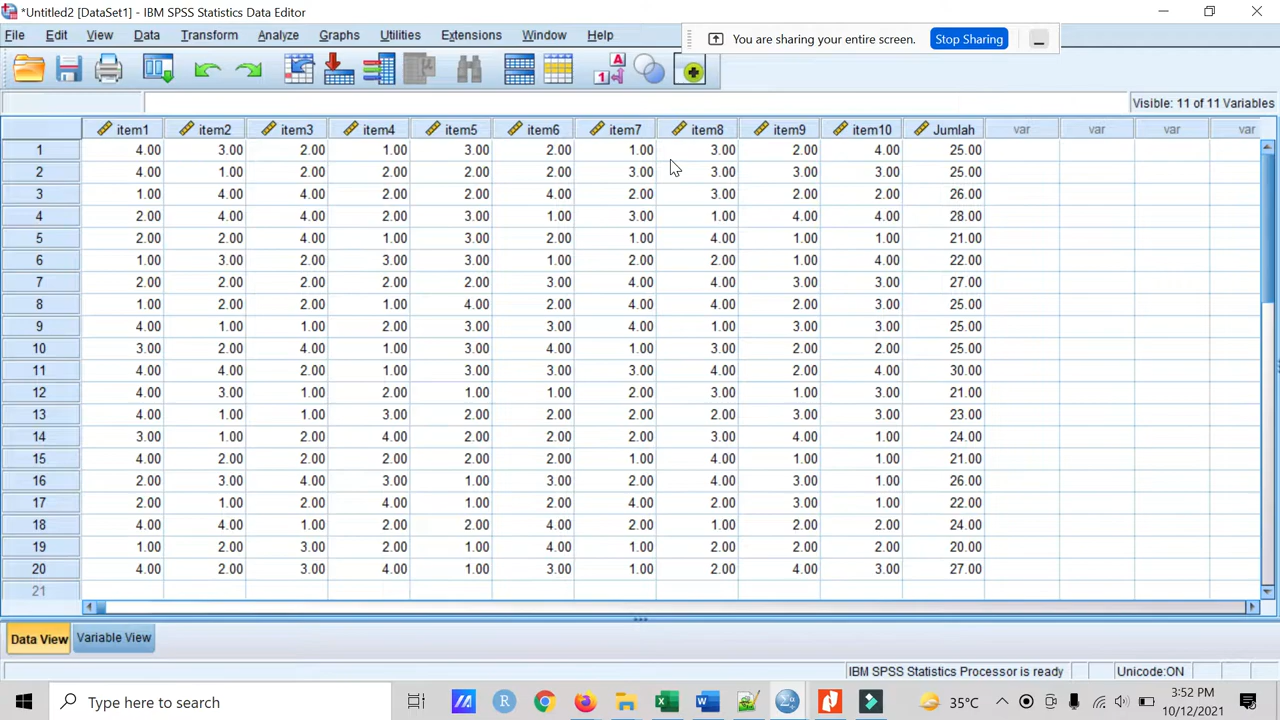 *Untitled2 [DataSet1] - IBM SPSS Statistics Data Editor
File Edit View Data Transform Analyze Graphs Utilities Extensions Window Help
You are sharing your entire screen. Stop Sharing
Visible: 11 of 11 Variables
item1 item2 item3 item4 item5 item6 item7 item8 item9 item10 Jumlah var var var var
1 4.00 3.00 2.00 1.00 3.00 2.00 1.00 3.00 2.00 4.00 25.00
2 4.00 1.00 2.00 2.00 2.00 2.00 3.00 3.00 3.00 3.00 25.00
3 1.00 4.00 4.00 2.00 2.00 4.00 2.00 3.00 2.00 2.00 26.00
4 2.00 4.00 4.00 2.00 3.00 1.00 3.00 1.00 4.00 4.00 28.00
5 2.00 2.00 4.00 1.00 3.00 2.00 1.00 4.00 1.00 1.00 21.00
6 1.00 3.00 2.00 3.00 3.00 1.00 2.00 2.00 1.00 4.00 22.00
7 2.00 2.00 2.00 2.00 2.00 3.00 4.00 4.00 2.00 3.00 27.00
8 1.00 2.00 2.00 1.00 4.00 2.00 4.00 4.00 2.00 3.00 25.00
9 4.00 1.00 1.00 2.00 3.00 3.00 4.00 1.00 3.00 3.00 25.00
10 3.00 2.00 4.00 1.00 3.00 4.00 1.00 3.00 2.00 2.00 25.00
11 4.00 4.00 2.00 1.00 3.00 3.00 3.00 4.00 2.00 4.00 30.00
12 4.00 3.00 1.00 2.00 1.00 1.00 2.00 3.00 1.00 3.00 21.00
13 4.00 1.00 1.00 3.00 2.00 2.00 2.00 2.00 3.00 3.00 23.00
14 3.00 1.00 2.00 4.00 2.00 2.00 2.00 3.00 4.00 1.00 24.00
15 4.00 2.00 2.00 2.00 2.00 2.00 1.00 4.00 1.00 1.00 21.00
16 2.00 3.00 4.00 3.00 1.00 3.00 2.00 4.00 3.00 1.00 26.00
17 2.00 1.00 2.00 4.00 1.00 2.00 4.00 2.00 3.00 1.00 22.00
18 4.00 4.00 1.00 2.00 2.00 4.00 2.00 1.00 2.00 2.00 24.00
19 1.00 2.00 3.00 2.00 1.00 4.00 1.00 2.00 2.00 2.00 20.00
20 4.00 2.00 3.00 4.00 1.00 3.00 1.00 2.00 4.00 3.00 27.00
21
Data View Variable View
IBM SPSS Statistics Processor is ready Unicode:ON
Type here to search
35°C
3:52 PM
10/12/2021